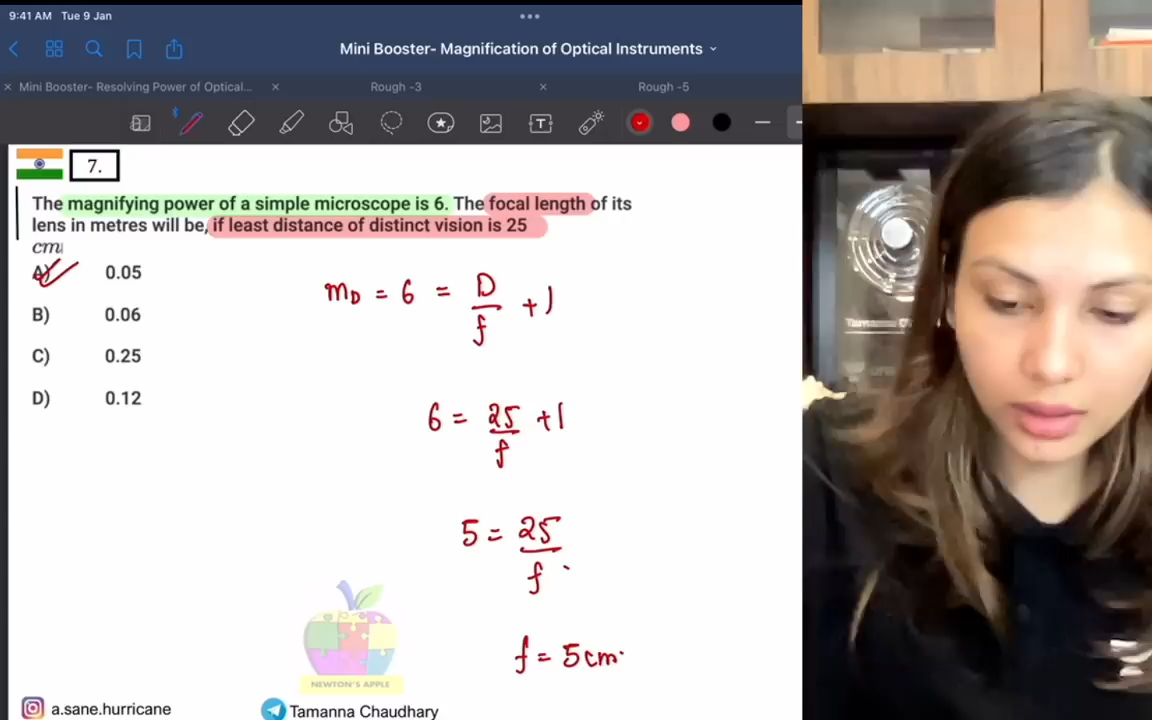 9:41 AM Tue 9 Jan
Mini Booster- Magnification of Optical Instruments
Mini Booster- Resolving Power of Optical...
Rough -3
Rough -5
7.
The magnifying power of a simple microscope is 6. The focal length of its
lens in metres will be, if least distance of distinct vision is 25
cm
A) 0.05
B) 0.06
C) 0.25
D) 0.12
m_D = 6 = D/f + 1
6 = 25/f + 1
5 = 25/f
f = 5cm.
NEWTON'S APPLE
a.sane.hurricane
Tamanna Chaudhary